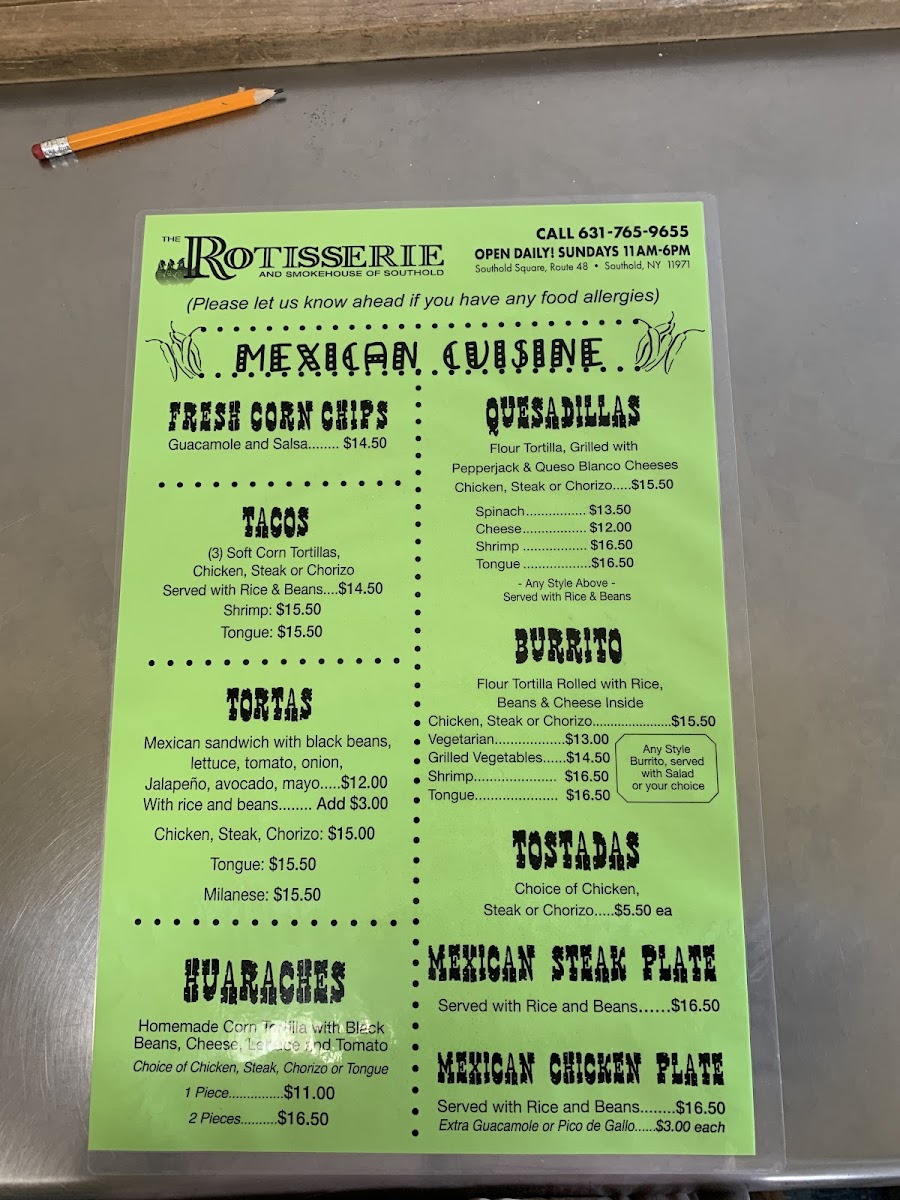 THE ROTISSERIE
AND SMOKEHOUSE OF SOUTHOLD
CALL 631-765-9655
OPEN DAILY! SUNDAYS 11AM-6PM
Southold Square, Route 48 • Southold, NY 11971
(Please let us know ahead if you have any food allergies)
MEXICAN CUISINE
FRESH CORN CHIPS
Guacamole and Salsa........ $14.50
TACOS
(3) Soft Corn Tortillas,
Chicken, Steak or Chorizo
Served with Rice & Beans....$14.50
Shrimp: $15.50
Tongue: $15.50
TORTAS
Mexican sandwich with black beans,
lettuce, tomato, onion,
Jalapeño, avocado, mayo.....$12.00
With rice and beans........ Add $3.00
Chicken, Steak, Chorizo: $15.00
Tongue: $15.50
Milanese: $15.50
HUARACHES
Homemade Corn Tortilla with Black
Beans, Cheese, Lettuce and Tomato
Choice of Chicken, Steak, Chorizo or Tongue
1 Piece...............$11.00
2 Pieces..........$16.50
QUESADILLAS
Flour Tortilla, Grilled with
Pepperjack & Queso Blanco Cheeses
Chicken, Steak or Chorizo.....$15.50
Spinach................ $13.50
Cheese................. $12.00
Shrimp ................. $16.50
Tongue ..................$16.50
- Any Style Above -
Served with Rice & Beans
BURRITO
Flour Tortilla Rolled with Rice,
Beans & Cheese Inside
Chicken, Steak or Chorizo......................$15.50
Vegetarian...................$13.00
Grilled Vegetables......$14.50
Shrimp...................... $16.50
Tongue...................... $16.50
Any Style
Burrito, served
with Salad
or your choice
TOSTADAS
Choice of Chicken,
Steak or Chorizo.....$5.50 ea
MEXICAN STEAK PLATE
Served with Rice and Beans......$16.50
MEXICAN CHICKEN PLATE
Served with Rice and Beans........$16.50
Extra Guacamole or Pico de Gallo......$3.00 each